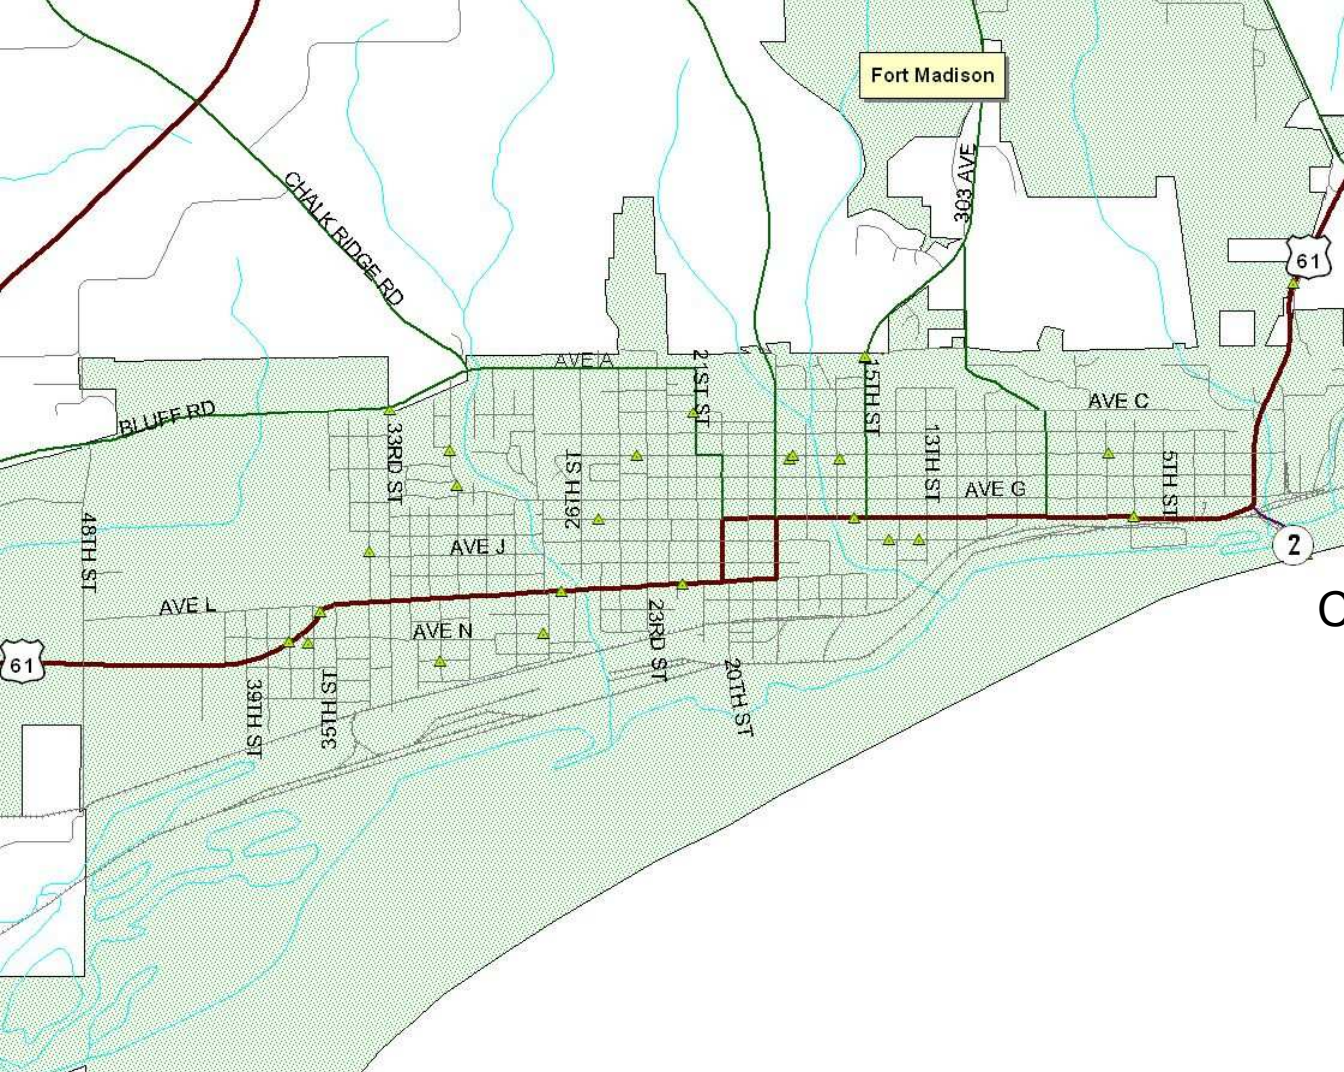 Fort Madison
303 AVE
CHALK RIDGE RD
61
AVE A
21ST ST
15TH ST
AVE C
BLUFF RD
33RD ST
13TH ST
26TH ST
5TH ST
AVE G
48TH ST
AVE J
2
AVE L
23RD ST
AVE N
61
20TH ST
39TH ST
35TH ST